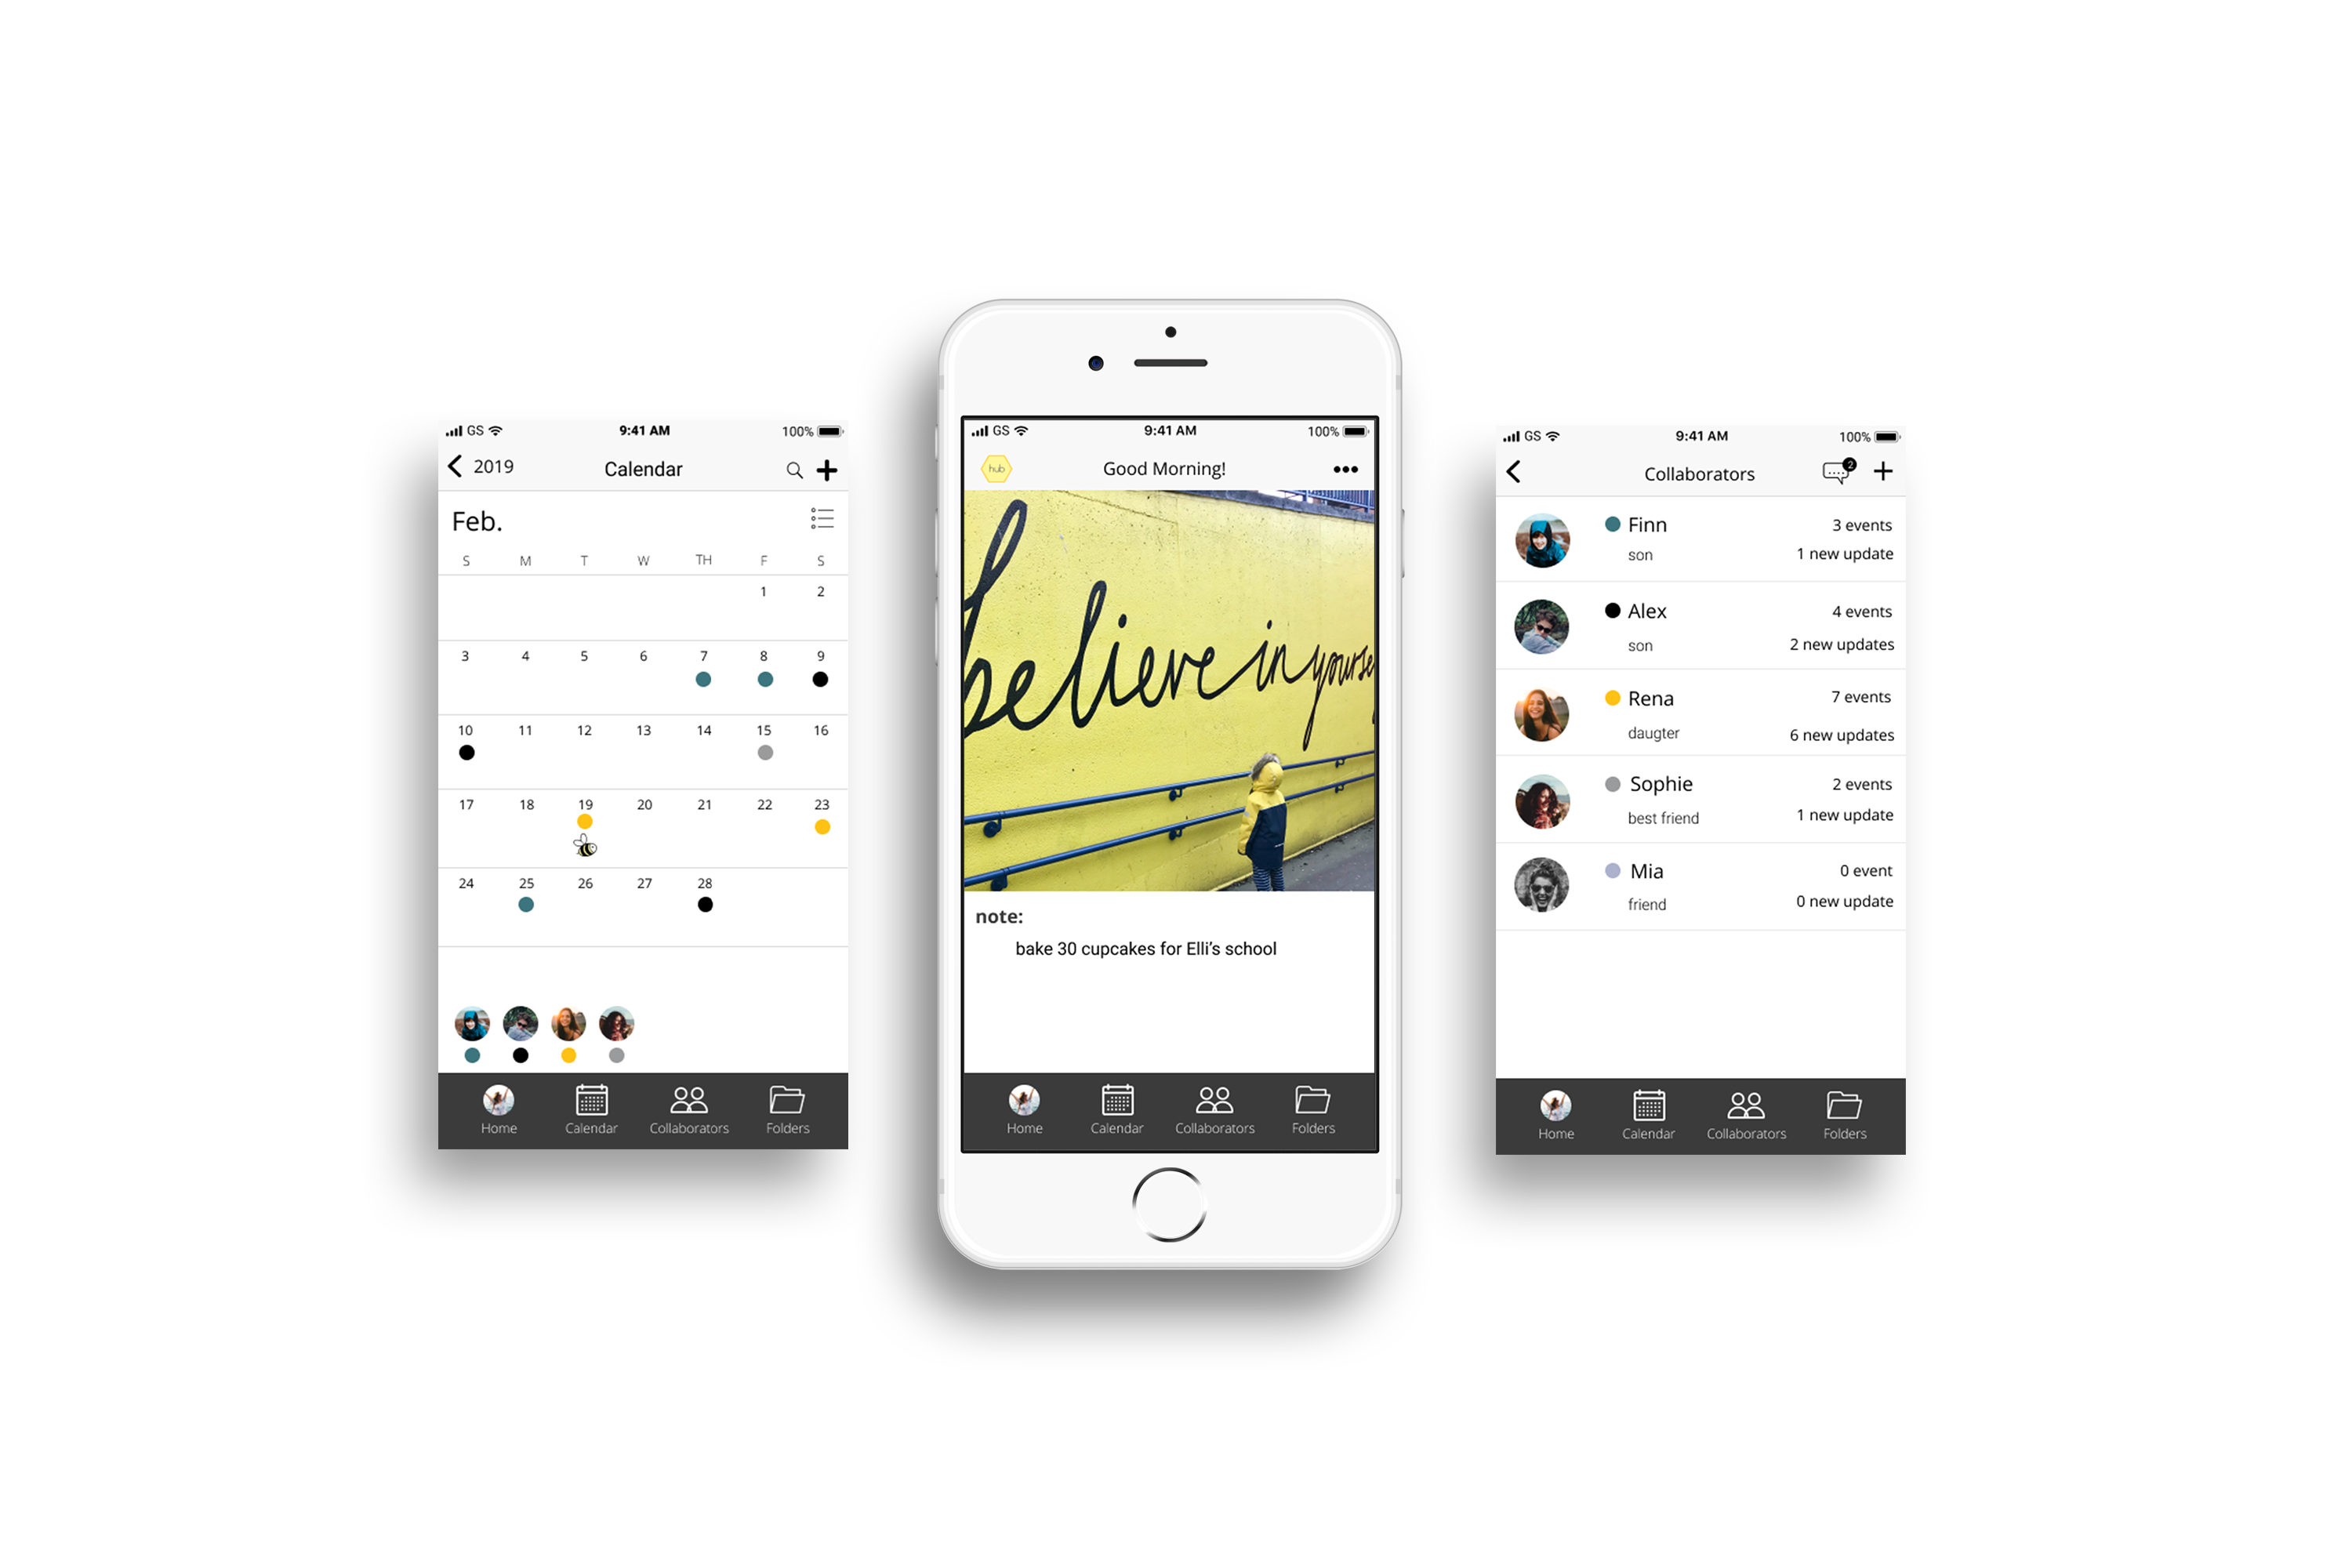 GS 9:41 AM 100%
2019 Calendar
Feb.
S M T W TH F S
1 2
3 4 5 6 7 8 9
10 11 12 13 14 15 16
17 18 19 20 21 22 23
24 25 26 27 28
Home Calendar Collaborators Folders
GS 9:41 AM 100%
hub Good Morning!
believe in yourse
note:
bake 30 cupcakes for Elli's school
Home Calendar Collaborators Folders
GS 9:41 AM 100%
Collaborators 2
Finn 3 events
son 1 new update
Alex 4 events
son 2 new updates
Rena 7 events
daugter 6 new updates
Sophie 2 events
best friend 1 new update
Mia 0 event
friend 0 new update
Home Calendar Collaborators Folders